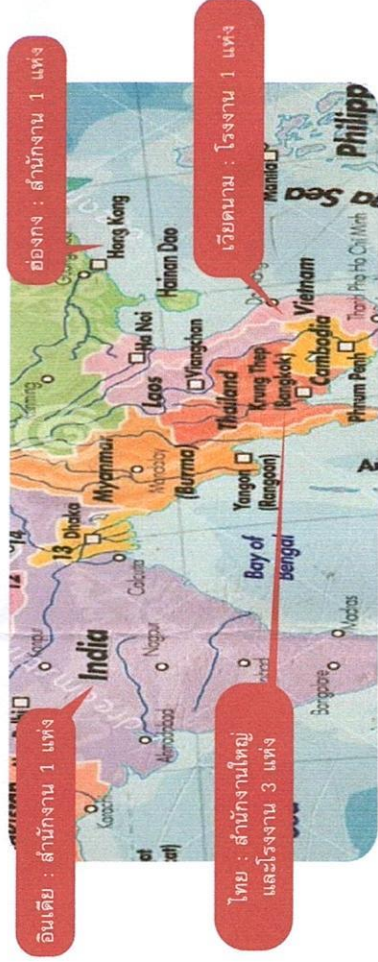 อินเดีย : สำนักงาน 1 แห่ง
ฮ่องกง : สำนักงาน 1 แห่ง
ไทย : สำนักงานใหญ่
และโรงงาน 3 แห่ง
เวียดนาม : โรงงาน 1 แห่ง
13 Dhaka
India
Kanpur
Karachi
Ahmadabad
Nagpur
Calcutta
Myanmar
Mandalay
(Burma)
Ha Noi
Hong Kong
Hainan Dao
Laos
Viangchan
Thailand
Krung Thep
(Bangkok)
Yangon
(Rangoon)
Bay of
Bengal
Vietnam
Cambodia
Phnum Penh
Thanh Pho Ho Chi Minh
Manila
Philipp
Sea
Bangalore
Madras